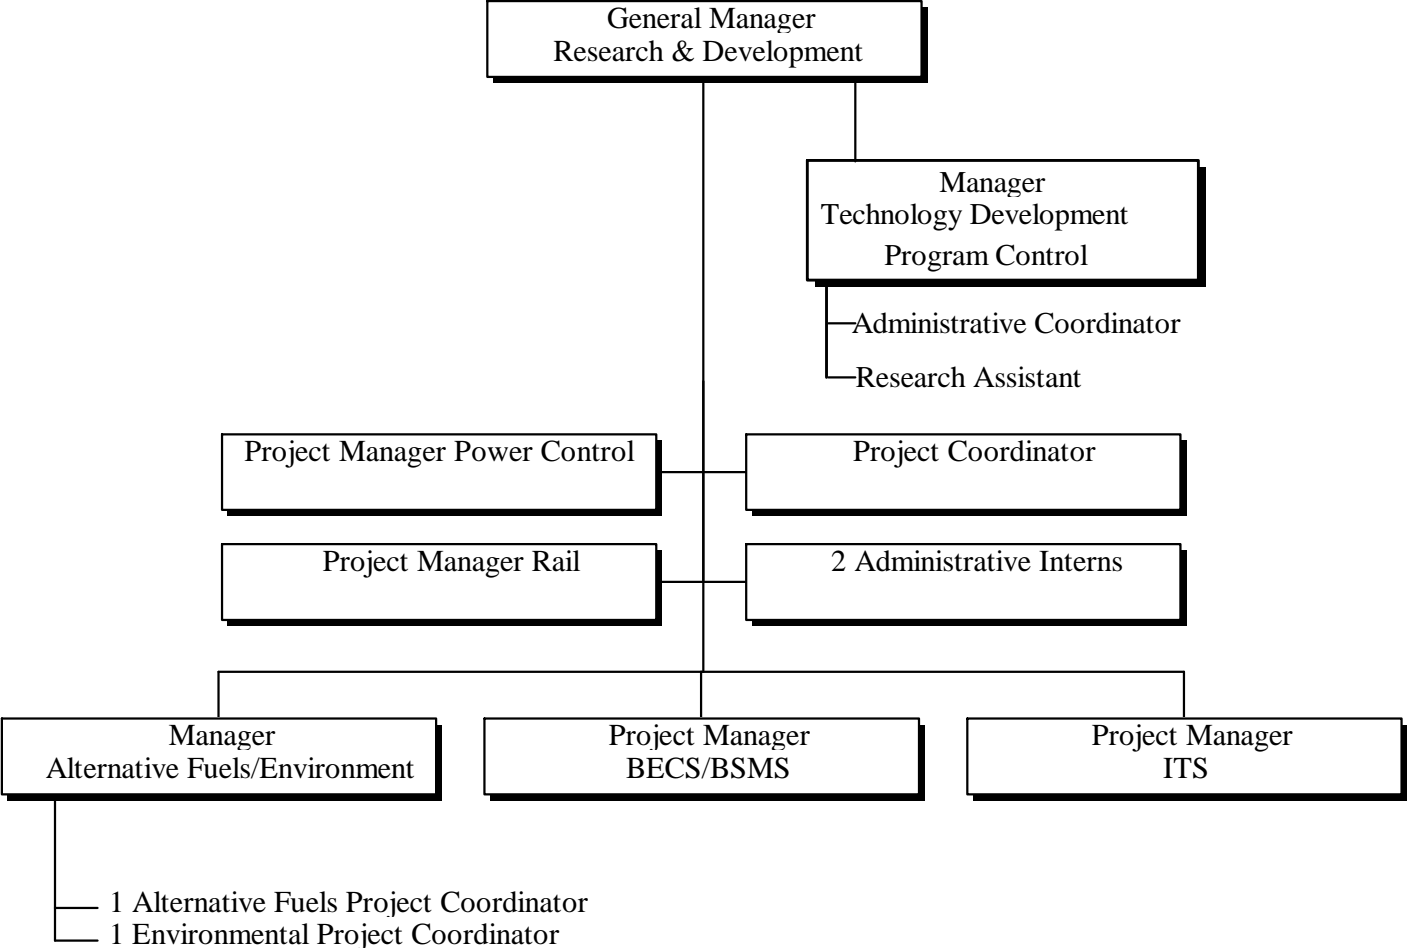 General Manager
Research & Development
Manager
Technology Development
Program Control
Administrative Coordinator
Research Assistant
Project Manager Power Control
Project Coordinator
Project Manager Rail
2 Administrative Interns
Manager
Alternative Fuels/Environment
Project Manager
BECS/BSMS
Project Manager
ITS
1 Alternative Fuels Project Coordinator
1 Environmental Project Coordinator